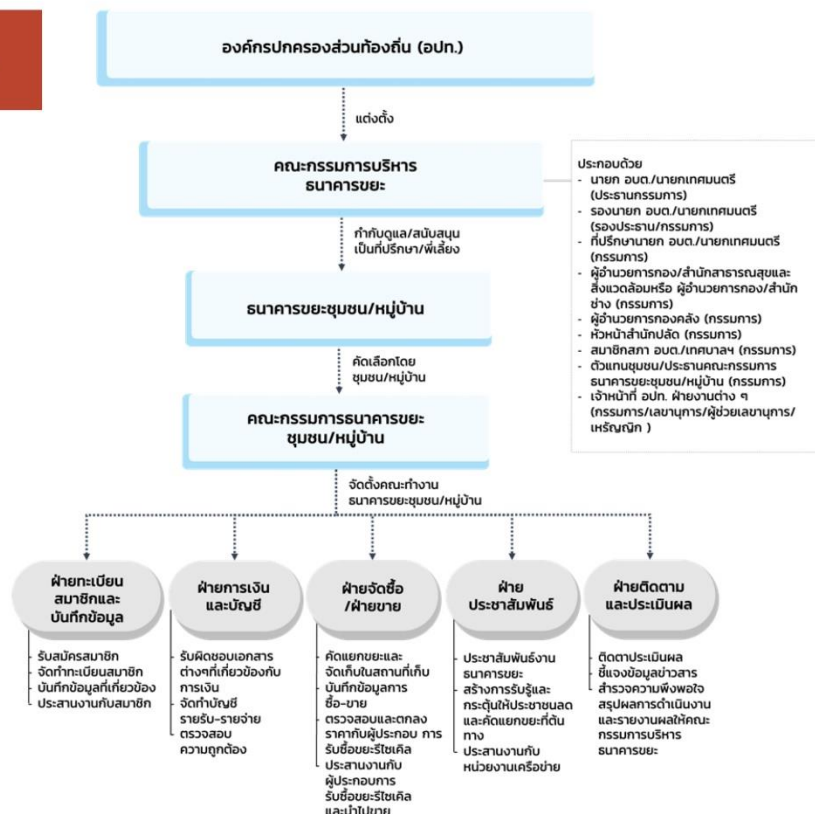 องค์กรปกครองส่วนท้องถิ่น (อปท.)
แต่งตั้ง
คณะกรรมการบริหาร
ธนาคารขยะ
ประกอบด้วย
- นายก อบต./นายกเทศมนตรี
(ประธานกรรมการ)
- รองนายก อบต./นายกเทศมนตรี
(รองประธาน/กรรมการ)
- ที่ปรึกษานายก อบต./นายกเทศมนตรี
(กรรมการ)
- ผู้อำนวยการกอง/สำนักสาธารณสุขและ
สิ่งแวดล้อมหรือ ผู้อำนวยการกอง/สำนัก
ช่าง (กรรมการ)
- ผู้อำนวยการกองคลัง (กรรมการ)
- หัวหน้าสำนักปลัด (กรรมการ)
- สมาชิกสภา อบต./เทศบาลฯ (กรรมการ)
- ตัวแทนชุมชน/ประธานคณะกรรมการ
ธนาคารขยะชุมชน/หมู่บ้าน (กรรมการ)
- เจ้าหน้าที่ อปท. ฝ่ายงานต่าง ๆ
(กรรมการ/เลขานุการ/ผู้ช่วยเลขานุการ/
เหรัญญิก )
กำกับดูแล/สนับสนุน
เป็นที่ปรึกษา/พี่เลี้ยง
ธนาคารขยะชุมชน/หมู่บ้าน
คัดเลือกโดย
ชุมชน/หมู่บ้าน
คณะกรรมการธนาคารขยะ
ชุมชน/หมู่บ้าน
จัดตั้งคณะทำงาน
ธนาคารขยะชุมชน/หมู่บ้าน
ฝ่ายทะเบียน
สมาชิกและ
บันทึกข้อมูล
- รับสมัครสมาชิก
- จัดทำทะเบียนสมาชิก
- บันทึกข้อมูลที่เกี่ยวข้อง
- ประสานงานกับสมาชิก
ฝ่ายการเงิน
และบัญชี
- รับผิดชอบเอกสาร
ต่างๆที่เกี่ยวข้องกับ
การเงิน
- จัดทำบัญชี
รายรับ-รายจ่าย
- ตรวจสอบ
ความถูกต้อง
ฝ่ายจัดซื้อ
/ฝ่ายขาย
- คัดแยกขยะและ
จัดเก็บในสถานที่เก็บ
- บันทึกข้อมูลการ
ซื้อ-ขาย
- ตรวจสอบและตกลง
ราคากับผู้ประกอบ การ
รับซื้อขยะรีไซเคิล
- ประสานงานกับ
ผู้ประกอบการ
รับซื้อขยะรีไซเคิล
และนำไปขาย
ฝ่าย
ประชาสัมพันธ์
- ประชาสัมพันธ์งาน
ธนาคารขยะ
- สร้างการรับรู้และ
กระตุ้นให้ประชาชนลด
และคัดแยกขยะที่ต้น
ทาง
- ประสานงานกับ
หน่วยงานเครือข่าย
ฝ่ายติดตาม
และประเมินผล
- ติดตาประเมินผล
- ชี้แจงข้อมูลข่าวสาร
- สำรวจความพึงพอใจ
- สรุปผลการดำเนินงาน
และรายงานผลให้คณะ
กรรมการบริหาร
ธนาคารขยะ